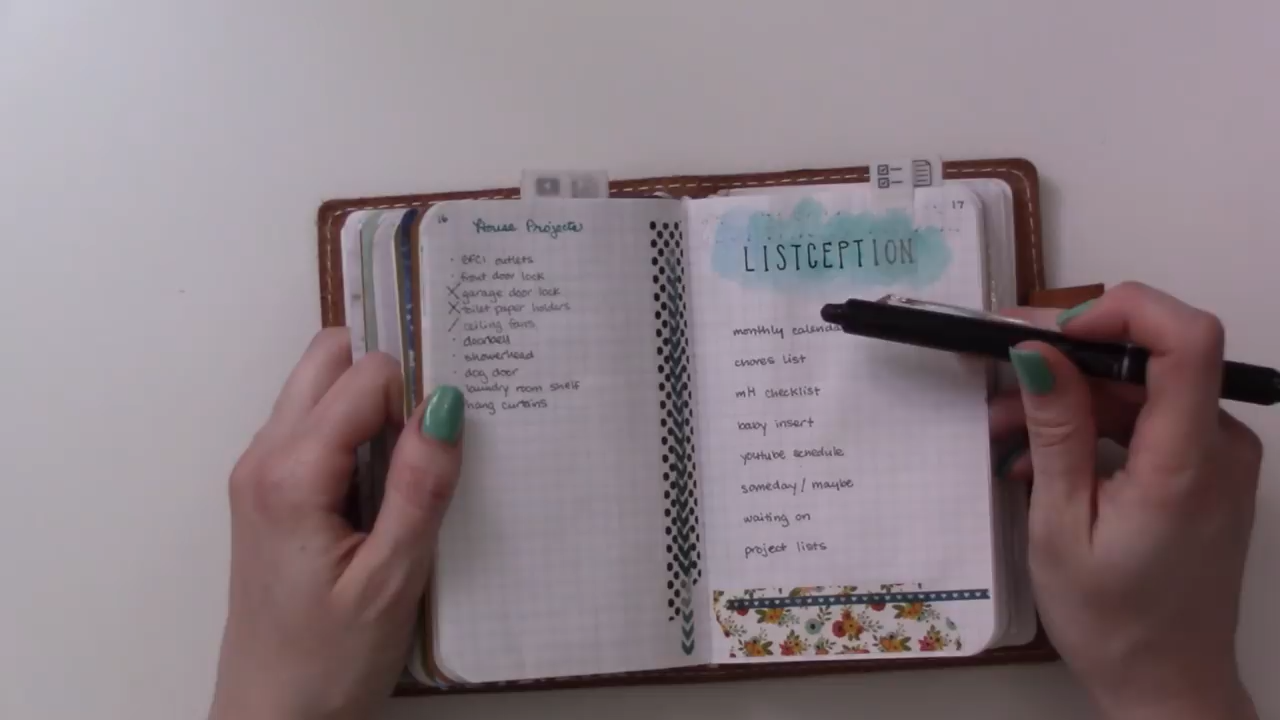 16
House Projects
· GFCI outlets
· front door lock
X garage door lock
X toilet paper holders
/ ceiling fans
· doorbell
· showerhead
· dog door
laundry room shelf
hang curtains
17
LISTCEPTION
monthly calenda
chores list
mH checklist
baby insert
youtube schedule
someday / maybe
waiting on
project lists